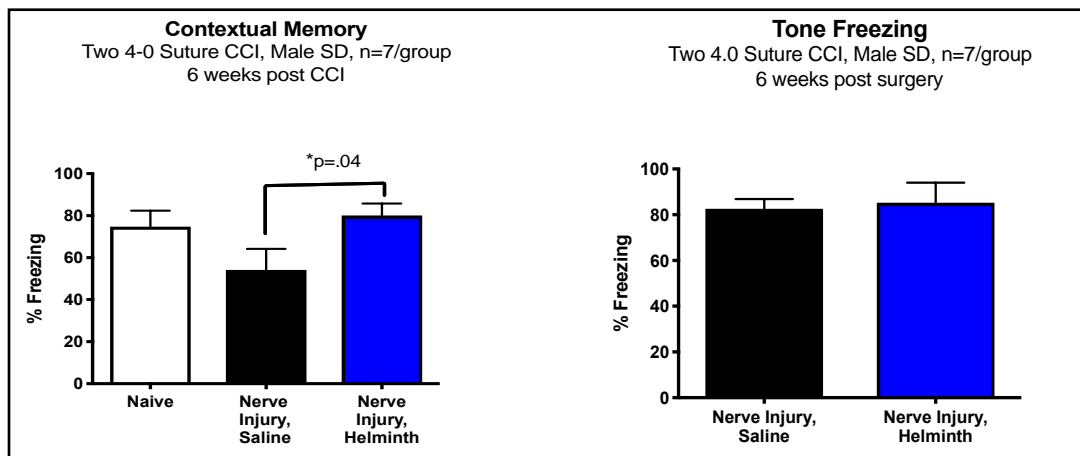 Contextual Memory
Two 4-0 Suture CCI, Male SD, n=7/group
6 weeks post CCI
*p=.04
% Freezing
100
80
60
40
20
0
Naive
Nerve
Injury,
Saline
Nerve
Injury,
Helminth
Tone Freezing
Two 4.0 Suture CCI, Male SD, n=7/group
6 weeks post surgery
% Freezing
100
80
60
40
20
0
Nerve Injury,
Saline
Nerve Injury,
Helminth